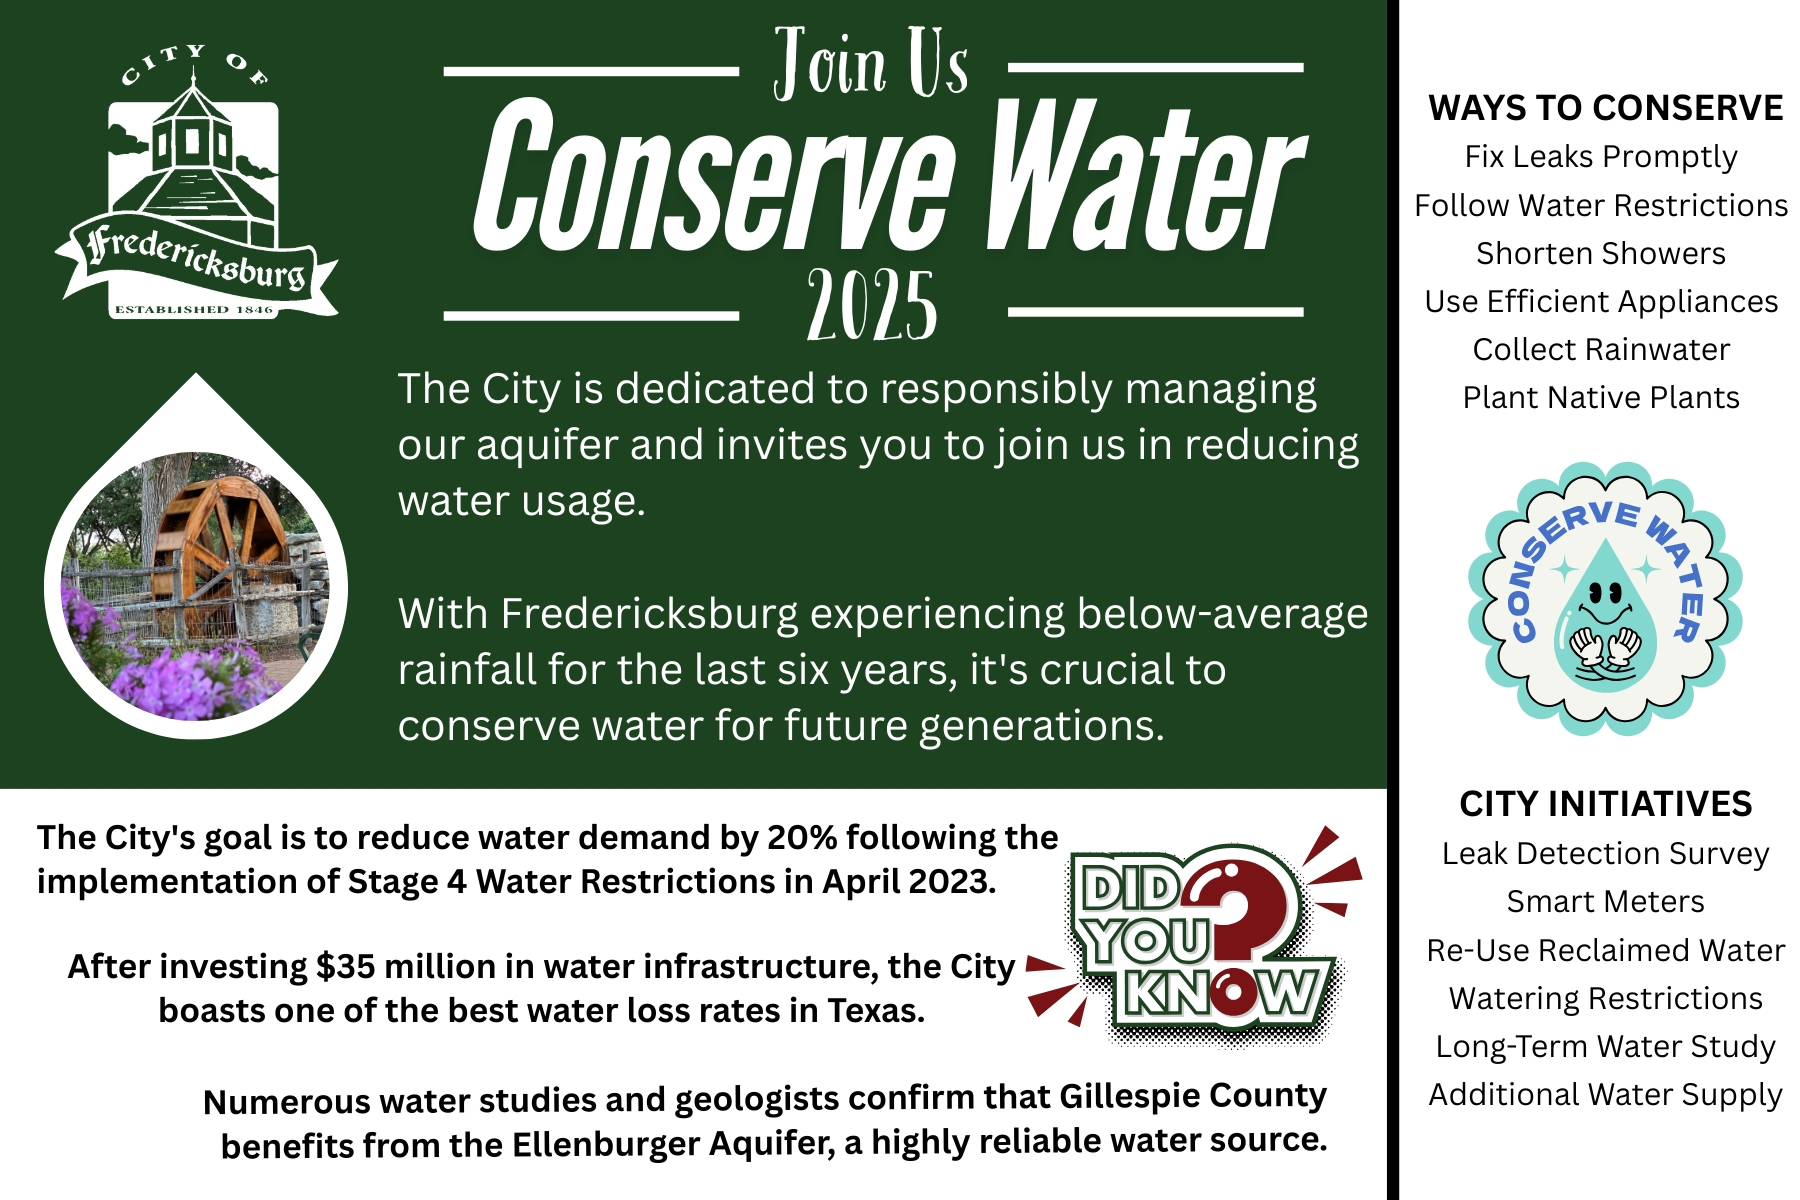 CITY OF
Fredericksburg
ESTABLISHED 1846
Join Us
Conserve Water
2025
The City is dedicated to responsibly managing
our aquifer and invites you to join us in reducing
water usage.
With Fredericksburg experiencing below-average
rainfall for the last six years, it's crucial to
conserve water for future generations.
The City's goal is to reduce water demand by 20% following the
implementation of Stage 4 Water Restrictions in April 2023.
After investing $35 million in water infrastructure, the City
boasts one of the best water loss rates in Texas.
DID
YOU
KNOW
?
Numerous water studies and geologists confirm that Gillespie County
benefits from the Ellenburger Aquifer, a highly reliable water source.
WAYS TO CONSERVE
Fix Leaks Promptly
Follow Water Restrictions
Shorten Showers
Use Efficient Appliances
Collect Rainwater
Plant Native Plants
CONSERVE WATER
CITY INITIATIVES
Leak Detection Survey
Smart Meters
Re-Use Reclaimed Water
Watering Restrictions
Long-Term Water Study
Additional Water Supply